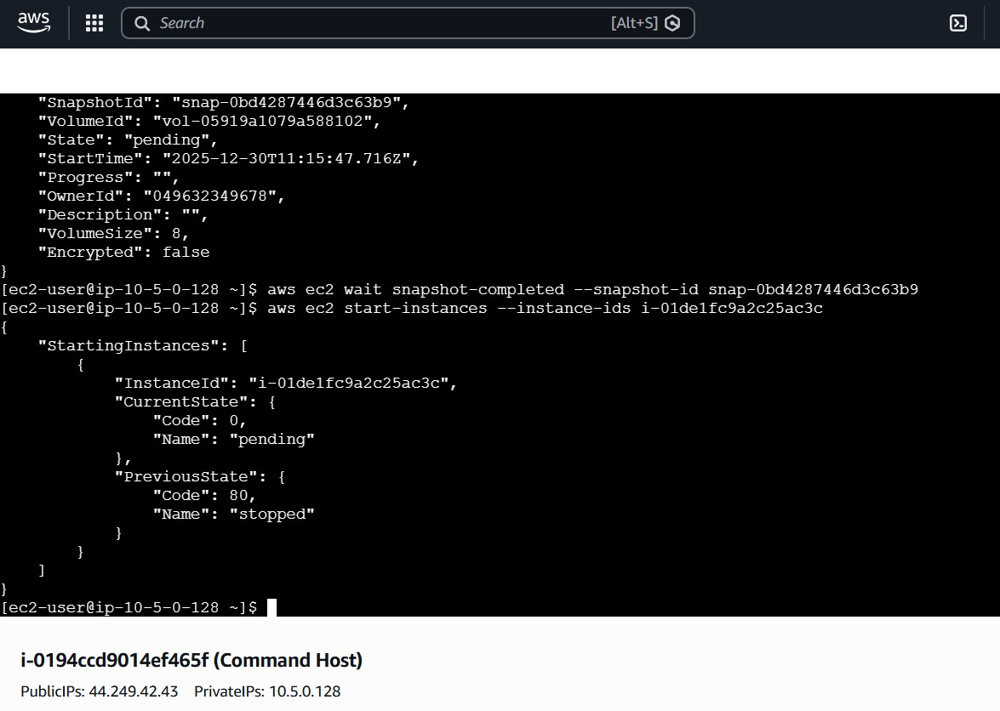 aws
Search [Alt+S]
    "SnapshotId": "snap-0bd4287446d3c63b9",
    "VolumeId": "vol-05919a1079a588102",
    "State": "pending",
    "StartTime": "2025-12-30T11:15:47.716Z",
    "Progress": "",
    "OwnerId": "049632349678",
    "Description": "",
    "VolumeSize": 8,
    "Encrypted": false
}
[ec2-user@ip-10-5-0-128 ~]$ aws ec2 wait snapshot-completed --snapshot-id snap-0bd4287446d3c63b9
[ec2-user@ip-10-5-0-128 ~]$ aws ec2 start-instances --instance-ids i-01de1fc9a2c25ac3c
{
    "StartingInstances": [
        {
            "InstanceId": "i-01de1fc9a2c25ac3c",
            "CurrentState": {
                "Code": 0,
                "Name": "pending"
            },
            "PreviousState": {
                "Code": 80,
                "Name": "stopped"
            }
        }
    ]
}
[ec2-user@ip-10-5-0-128 ~]$
i-0194ccd9014ef465f (Command Host)
PublicIPs: 44.249.42.43 PrivateIPs: 10.5.0.128